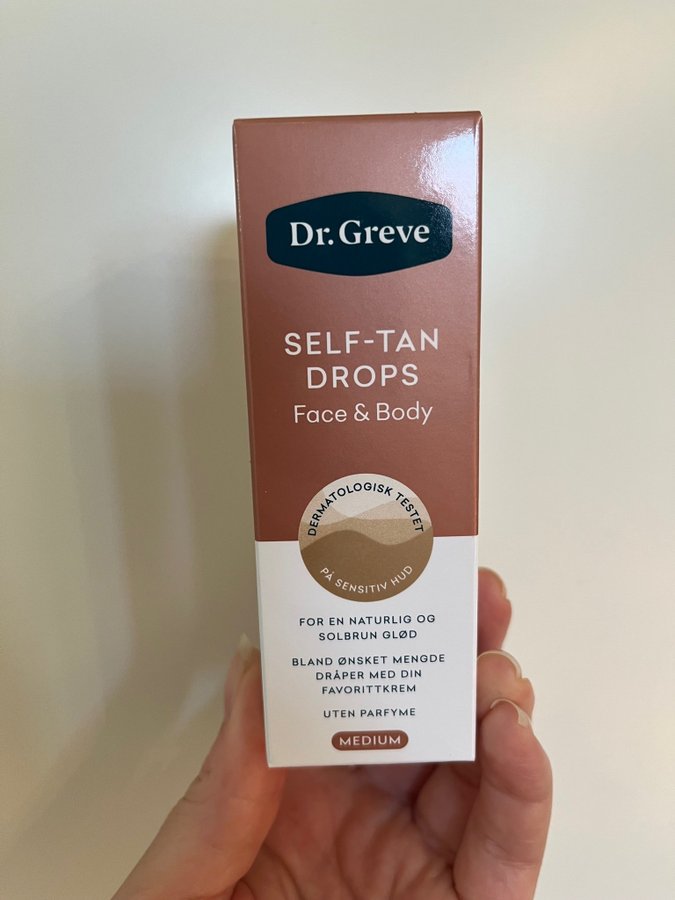 Dr. Greve
SELF-TAN
DROPS
Face & Body
DERMATOLOGISK TESTET
PÅ SENSITIV HUD
FOR EN NATURLIG OG
SOLBRUN GLØD
BLAND ØNSKET MENGDE
DRÅPER MED DIN
FAVORITTKREM
UTEN PARFYME
MEDIUM